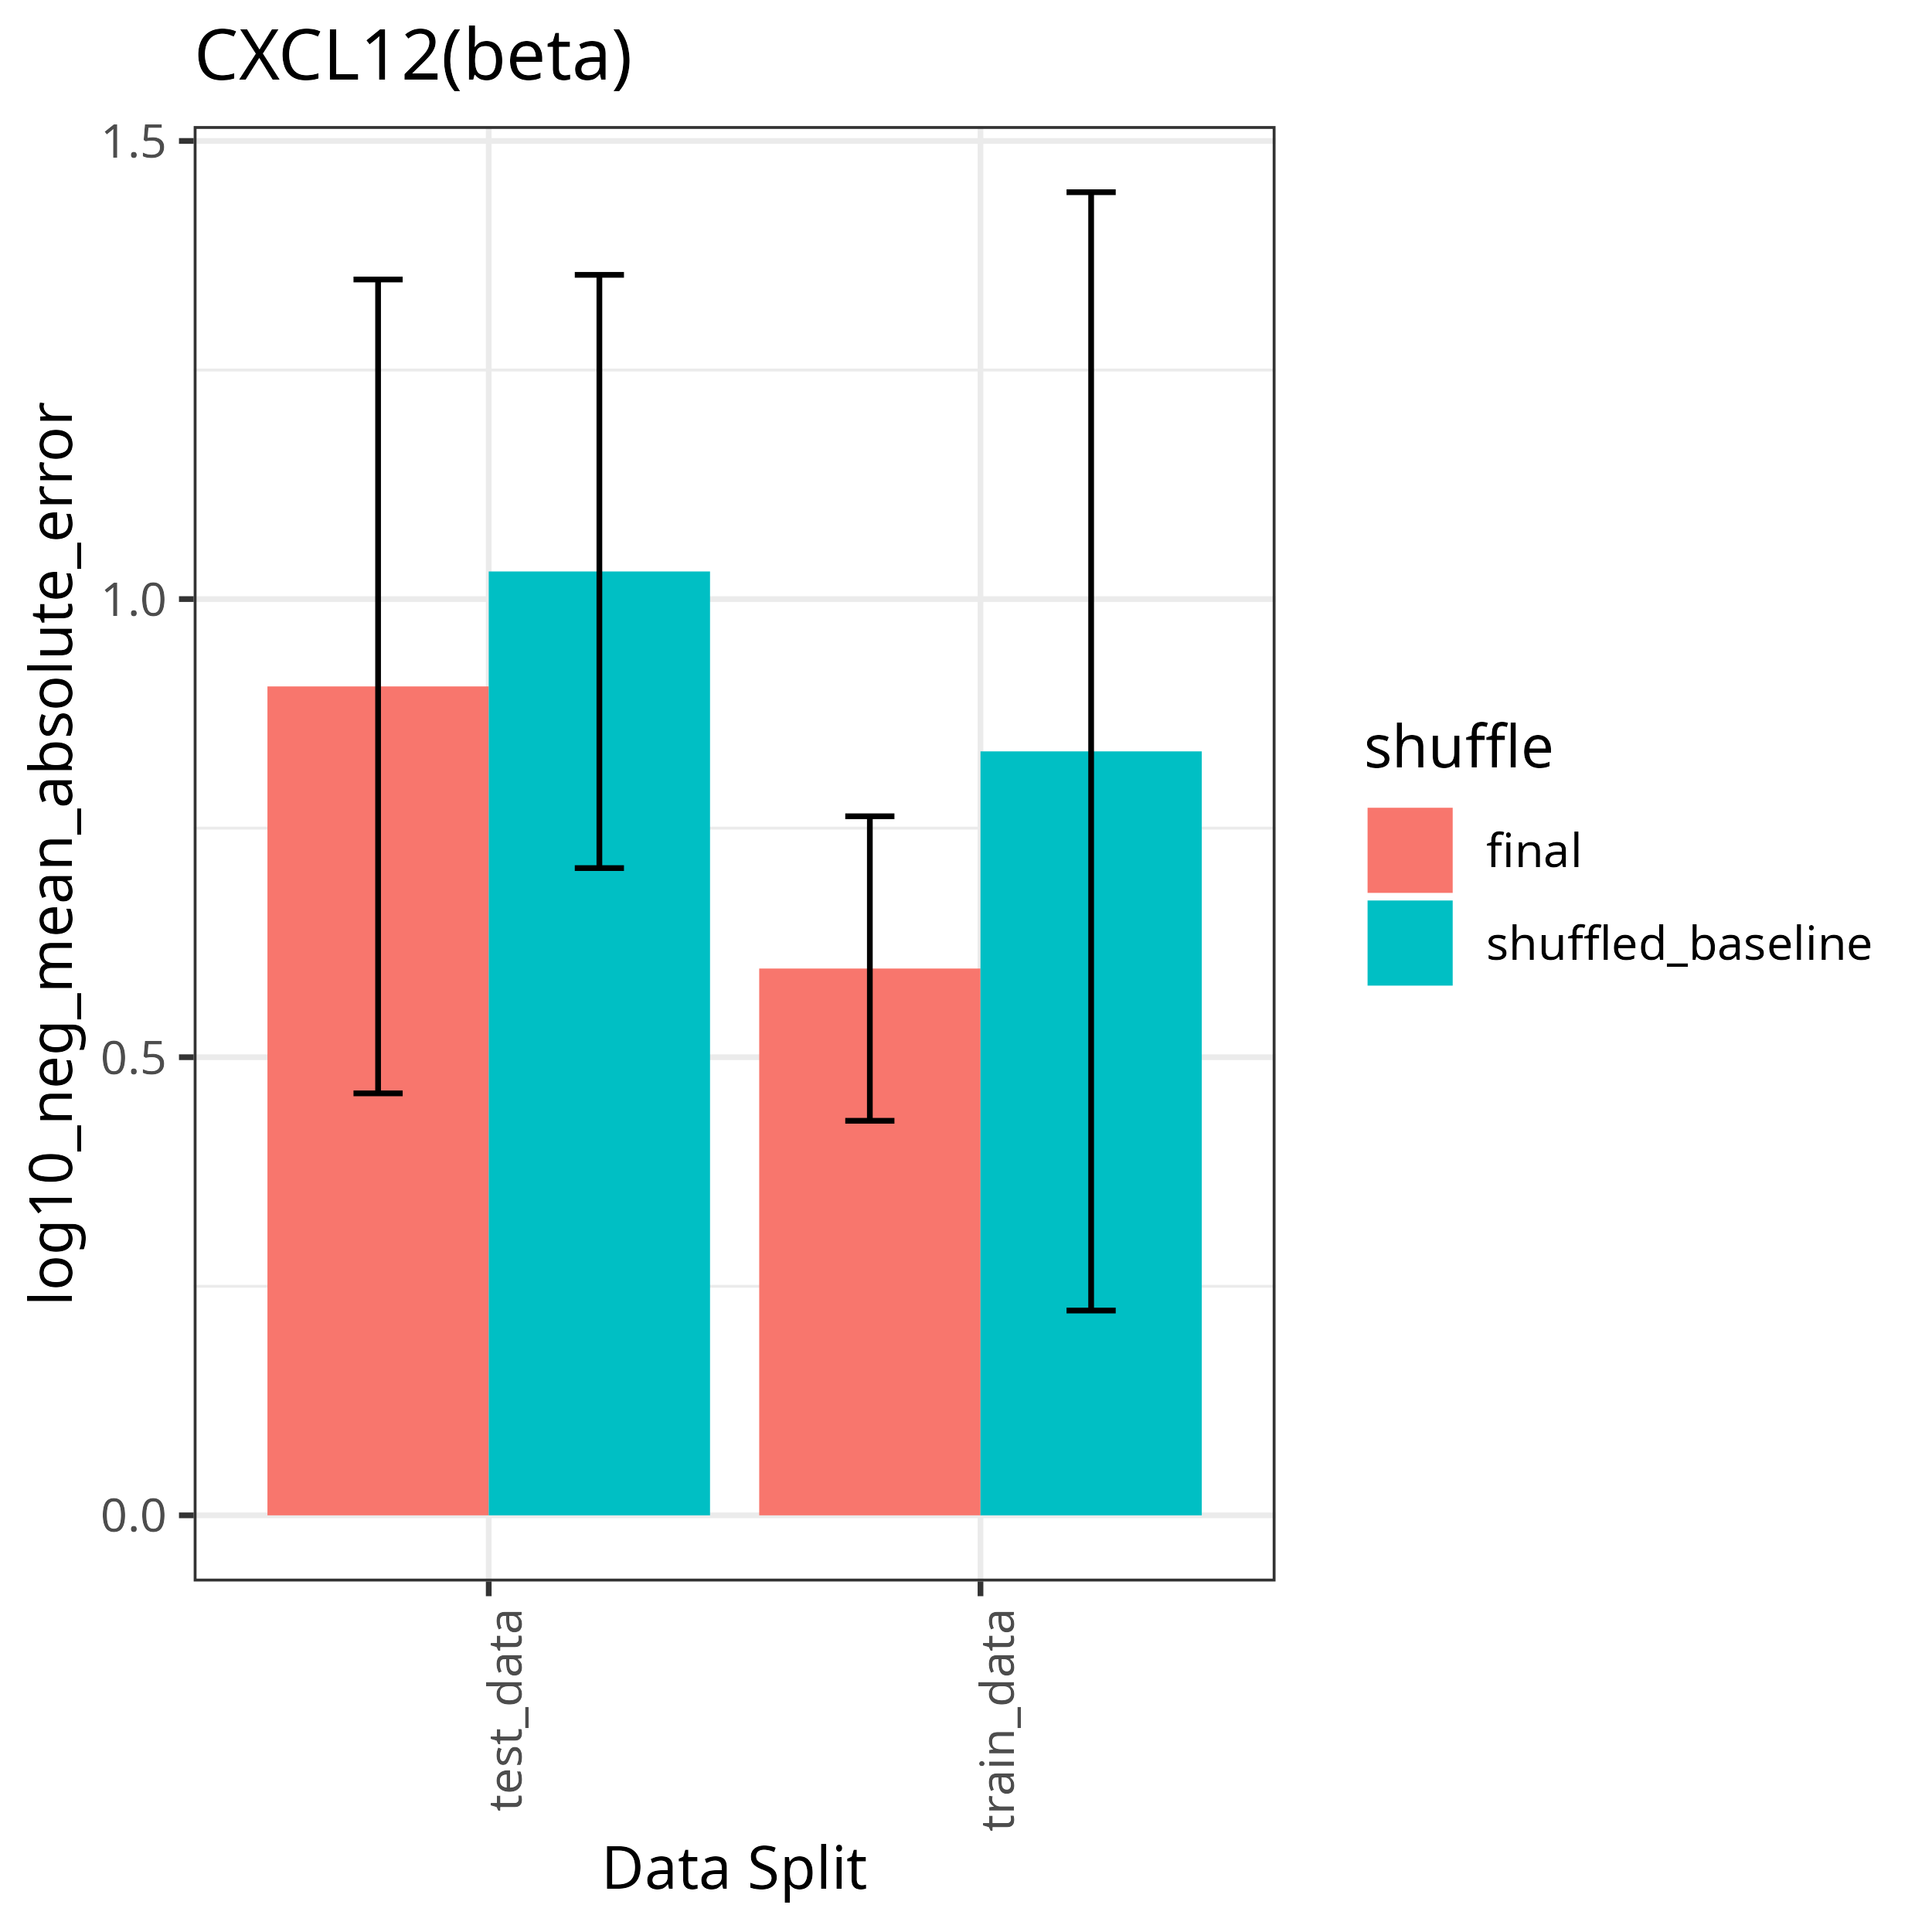 CXCL12(beta)
log10_neg_mean_absolute_error
1.5
1.0
0.5
0.0
test_data
train_data
Data Split
shuffle
final
shuffled_baseline